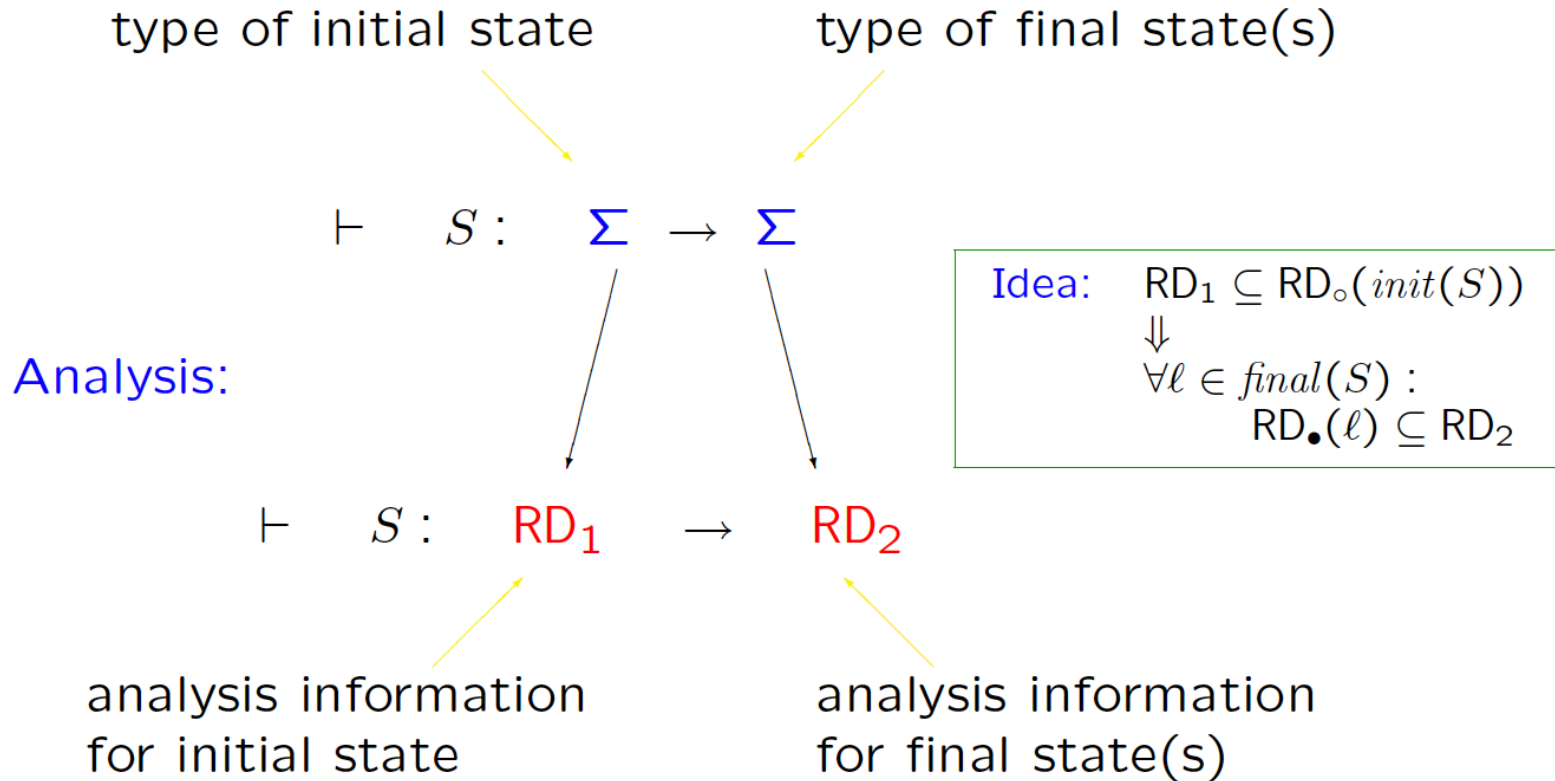 type of initial state type of final state(s)
⊢ S : Σ → Σ
Idea: RD₁ ⊆ RD∘(init(S))
⇓
∀ℓ ∈ final(S) :
RD•(ℓ) ⊆ RD₂
Analysis:
⊢ S : RD₁ → RD₂
analysis information
for initial state
analysis information
for final state(s)